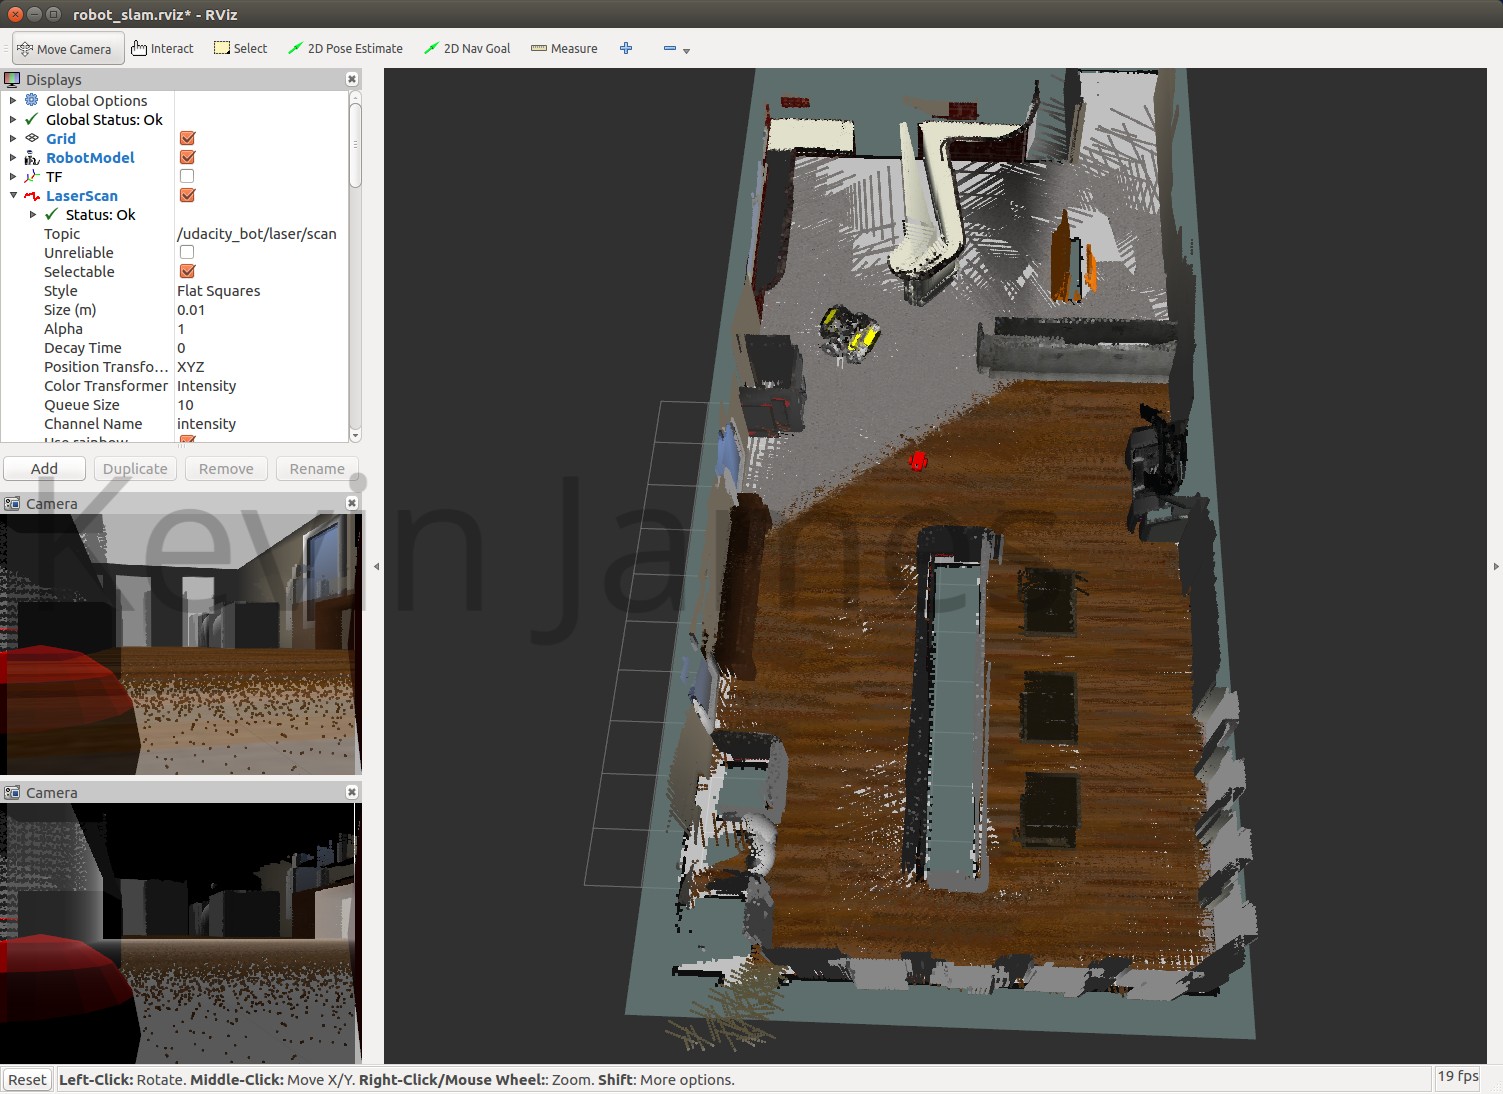 robot_slam.rviz* - RViz
Move Camera Interact Select 2D Pose Estimate 2D Nav Goal Measure
Displays
Global Options
Global Status: Ok
Grid
RobotModel
TF
LaserScan
Status: Ok
Topic /udacity_bot/laser/scan
Unreliable
Selectable
Style Flat Squares
Size (m) 0.01
Alpha 1
Decay Time 0
Position Transfo... XYZ
Color Transformer Intensity
Queue Size 10
Channel Name intensity
Use rainbow
Add Duplicate Remove Rename
Camera
Kevin James
Camera
Reset Left-Click: Rotate. Middle-Click: Move X/Y. Right-Click/Mouse Wheel:: Zoom. Shift: More options. 19 fps